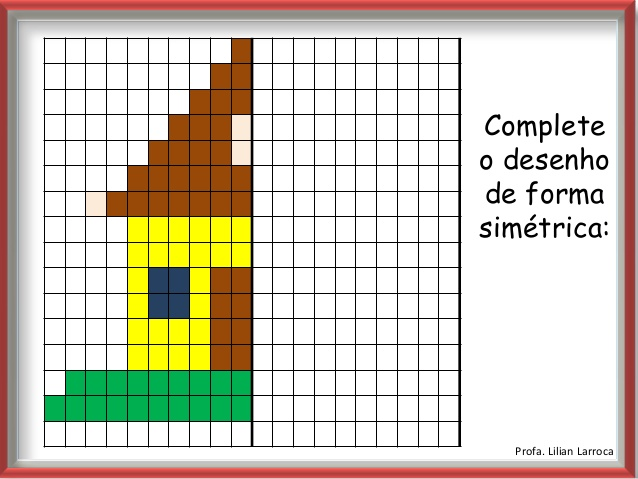 Complete
o desenho
de forma
simétrica:
Profa. Lilian Larroca